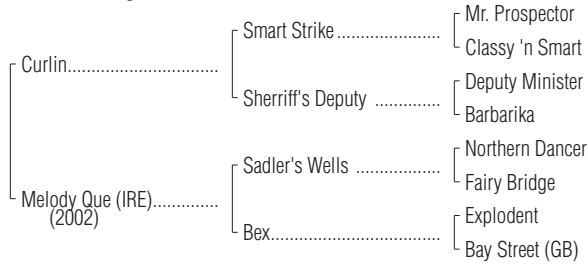 Mr. Prospector
Smart Strike..................
Classy 'n Smart
Curlin..............................
Deputy Minister
Sherriff's Deputy .............
Barbarika
Northern Dancer
Sadler's Wells .................
Fairy Bridge
Melody Que (IRE).............
(2002)
Explodent
Bex..................................
Bay Street (GB)